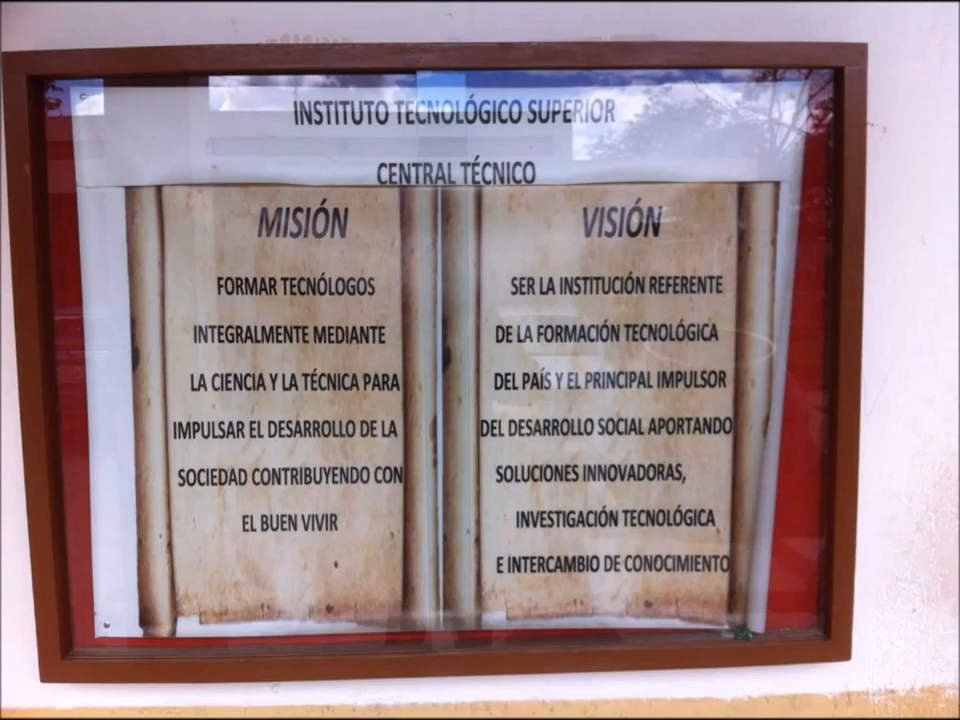 INSTITUTO TECNOLÓGICO SUPERIOR
CENTRAL TÉCNICO
MISIÓN
FORMAR TECNÓLOGOS
INTEGRALMENTE MEDIANTE
LA CIENCIA Y LA TÉCNICA PARA
IMPULSAR EL DESARROLLO DE LA
SOCIEDAD CONTRIBUYENDO CON
EL BUEN VIVIR
VISIÓN
SER LA INSTITUCIÓN REFERENTE
DE LA FORMACIÓN TECNOLÓGICA
DEL PAÍS Y EL PRINCIPAL IMPULSOR
DEL DESARROLLO SOCIAL APORTANDO
SOLUCIONES INNOVADORAS,
INVESTIGACIÓN TECNOLÓGICA
E INTERCAMBIO DE CONOCIMIENTO